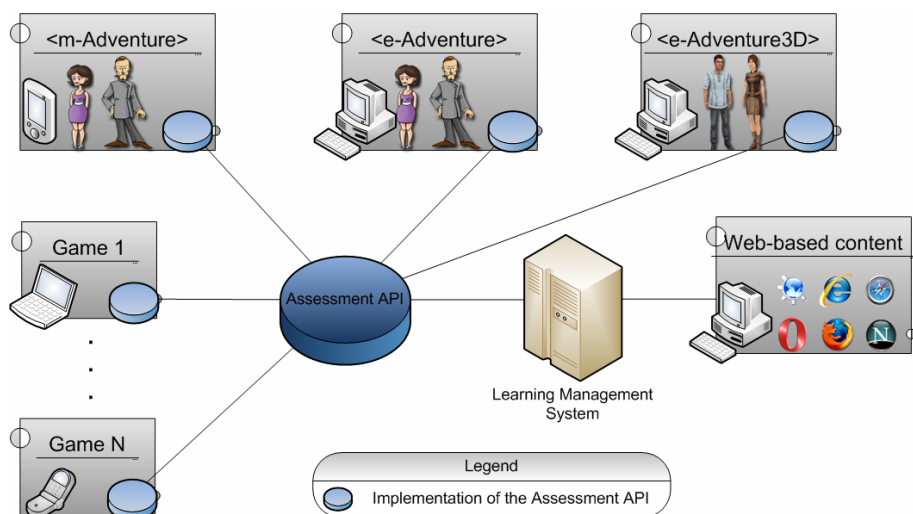 <m-Adventure>
<e-Adventure>
<e-Adventure3D>
Game 1
Assessment API
Web-based content
N
Learning Management
System
Game N
Legend
Implementation of the Assessment API